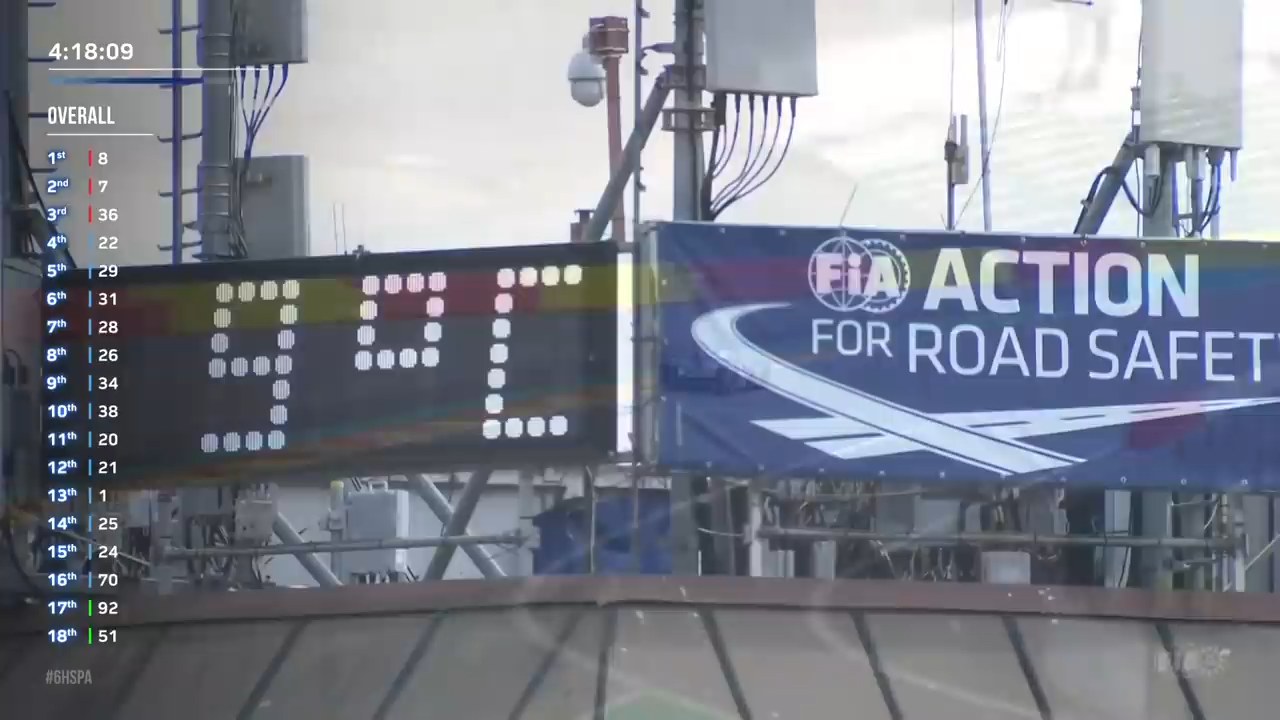 4:18:09
OVERALL
1st 8
2nd 7
3rd 36
4th 22
5th 29
6th 31
7th 28
8th 26
9th 34
10th 38
11th 20
12th 21
13th 1
14th 25
15th 24
16th 70
17th 92
18th 51
#6HSPA
9°C
FiA ACTION
FOR ROAD SAFETY